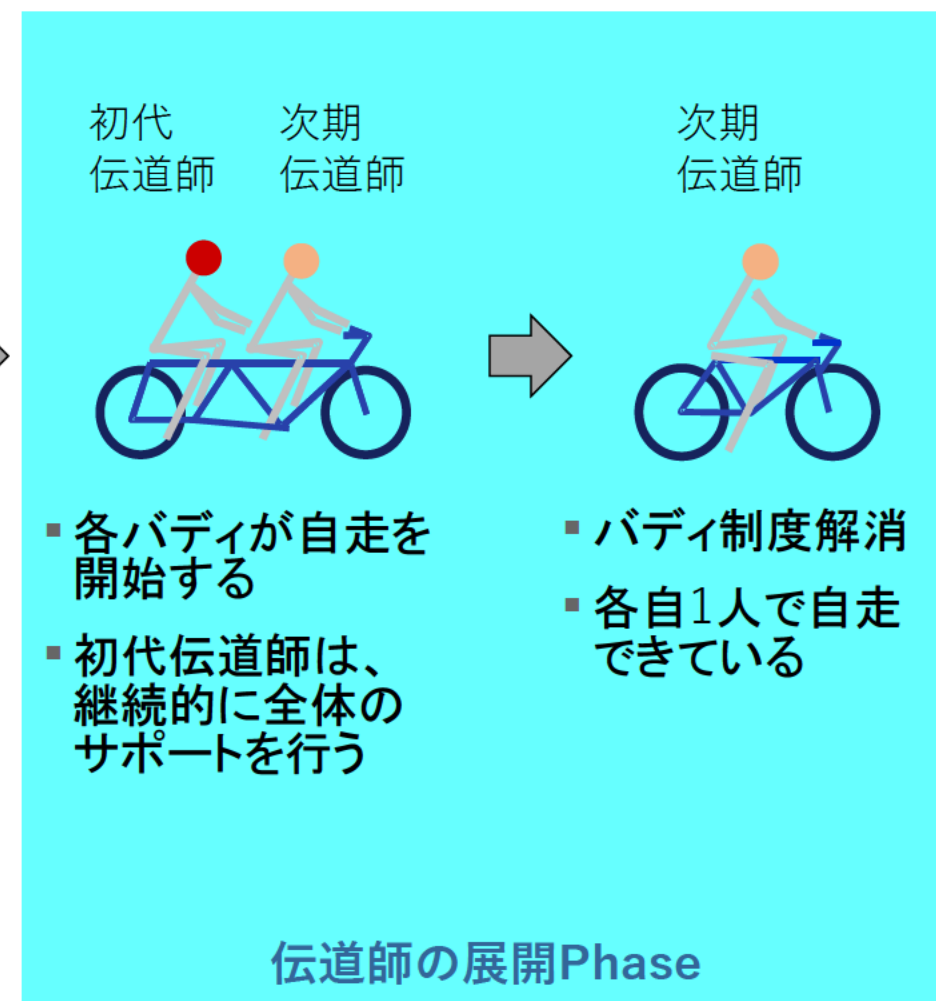 初代
伝道師
次期
伝道師
次期
伝道師
▪ 各バディが自走を
開始する
▪ 初代伝道師は、
継続的に全体の
サポートを行う
▪ バディ制度解消
▪ 各自1人で自走
できている
伝道師の展開Phase